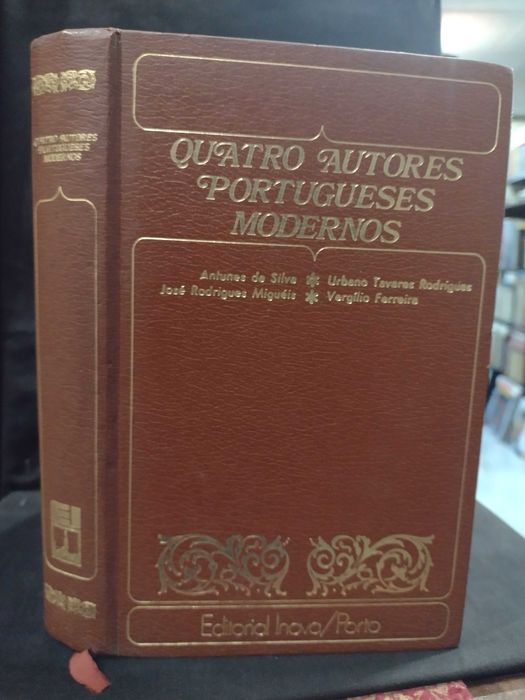 QUATRO AUTORES
PORTUGUESES
MODERNOS
QUATRO AUTORES
PORTUGUESES
MODERNOS
Antunes da Silva ✱ Urbano Tavares Rodrigues
José Rodrigues Miguéis ✱ Vergílio Ferreira
Editorial Inova/Porto